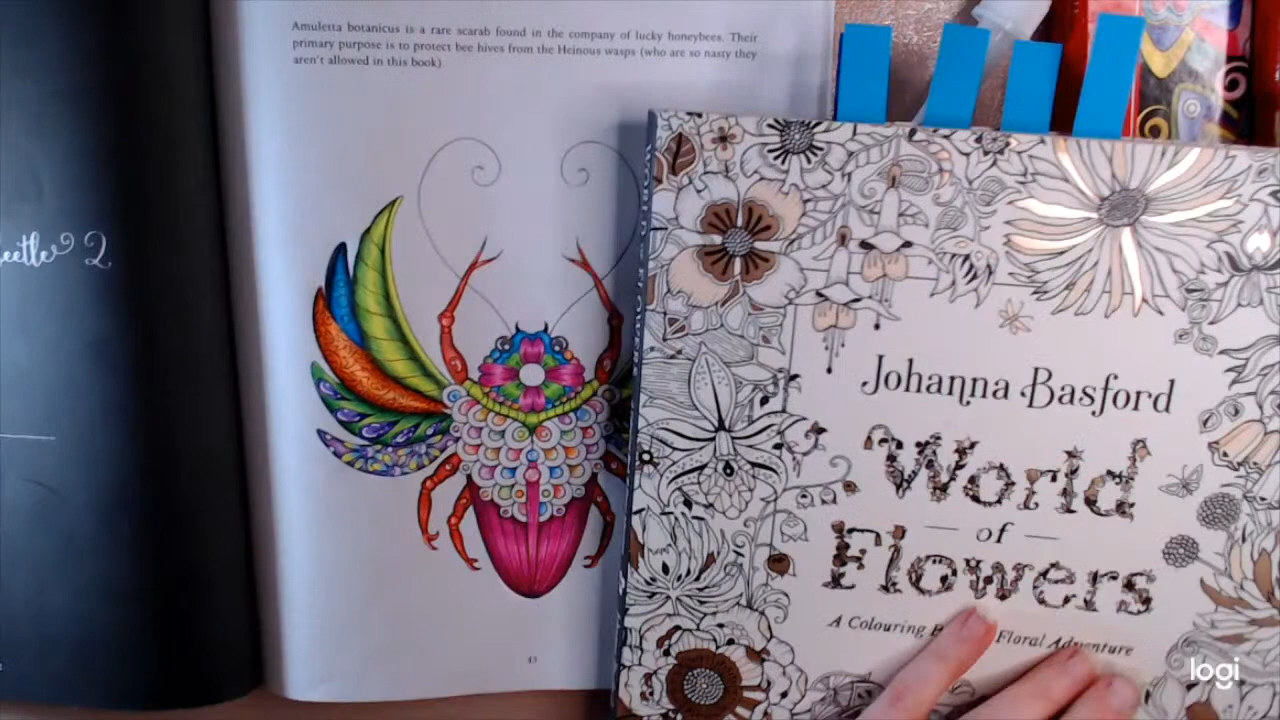 Amuletta botanicus is a rare scarab found in the company of lucky honeybees. Their
primary purpose is to protect bee hives from the Heinous wasps (who are so nasty they
aren't allowed in this book)
eetle 2
43
Johanna Basford
World
of
Flowers
A Colouring Floral Adventure
logi